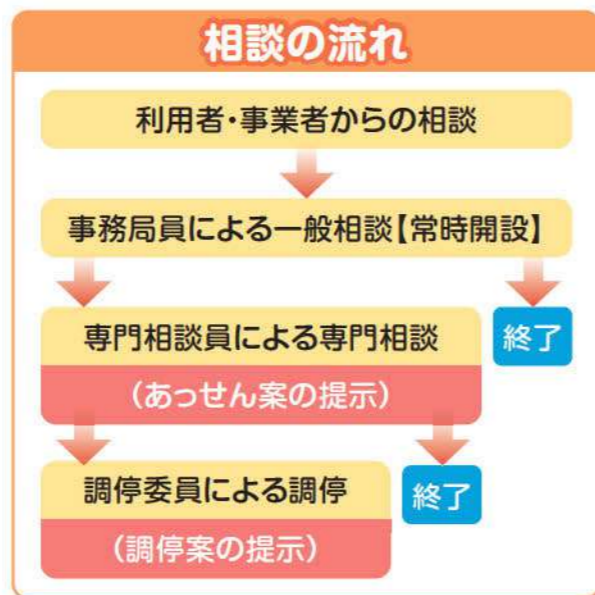 相談の流れ
利用者・事業者からの相談
事務局員による一般相談【常時開設】
専門相談員による専門相談
終了
（あっせん案の提示）
調停委員による調停
終了
（調停案の提示）